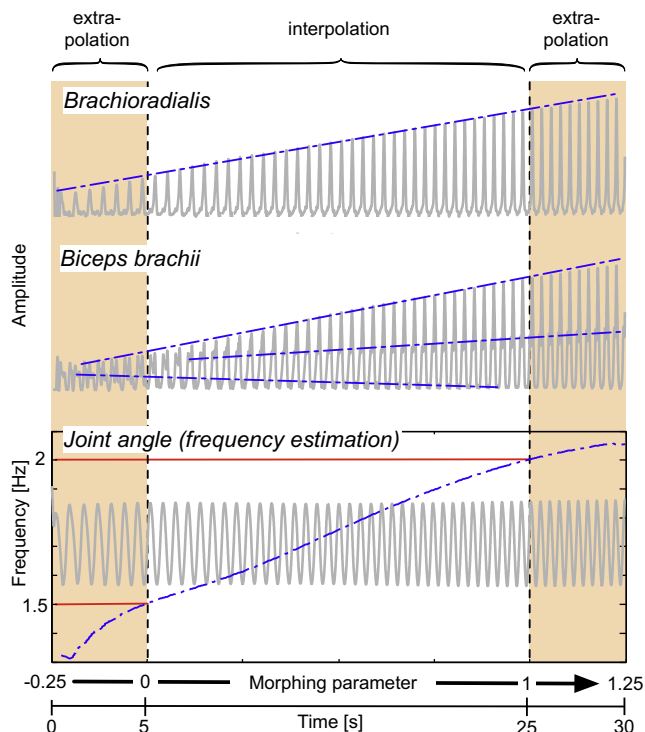 extra-
polation
interpolation
extra-
polation
Brachioradialis
Biceps brachii
Amplitude
Joint angle (frequency estimation)
Frequency [Hz]
2
1.5
-0.25 0 Morphing parameter 1 1.25
Time [s]
0 5 25 30